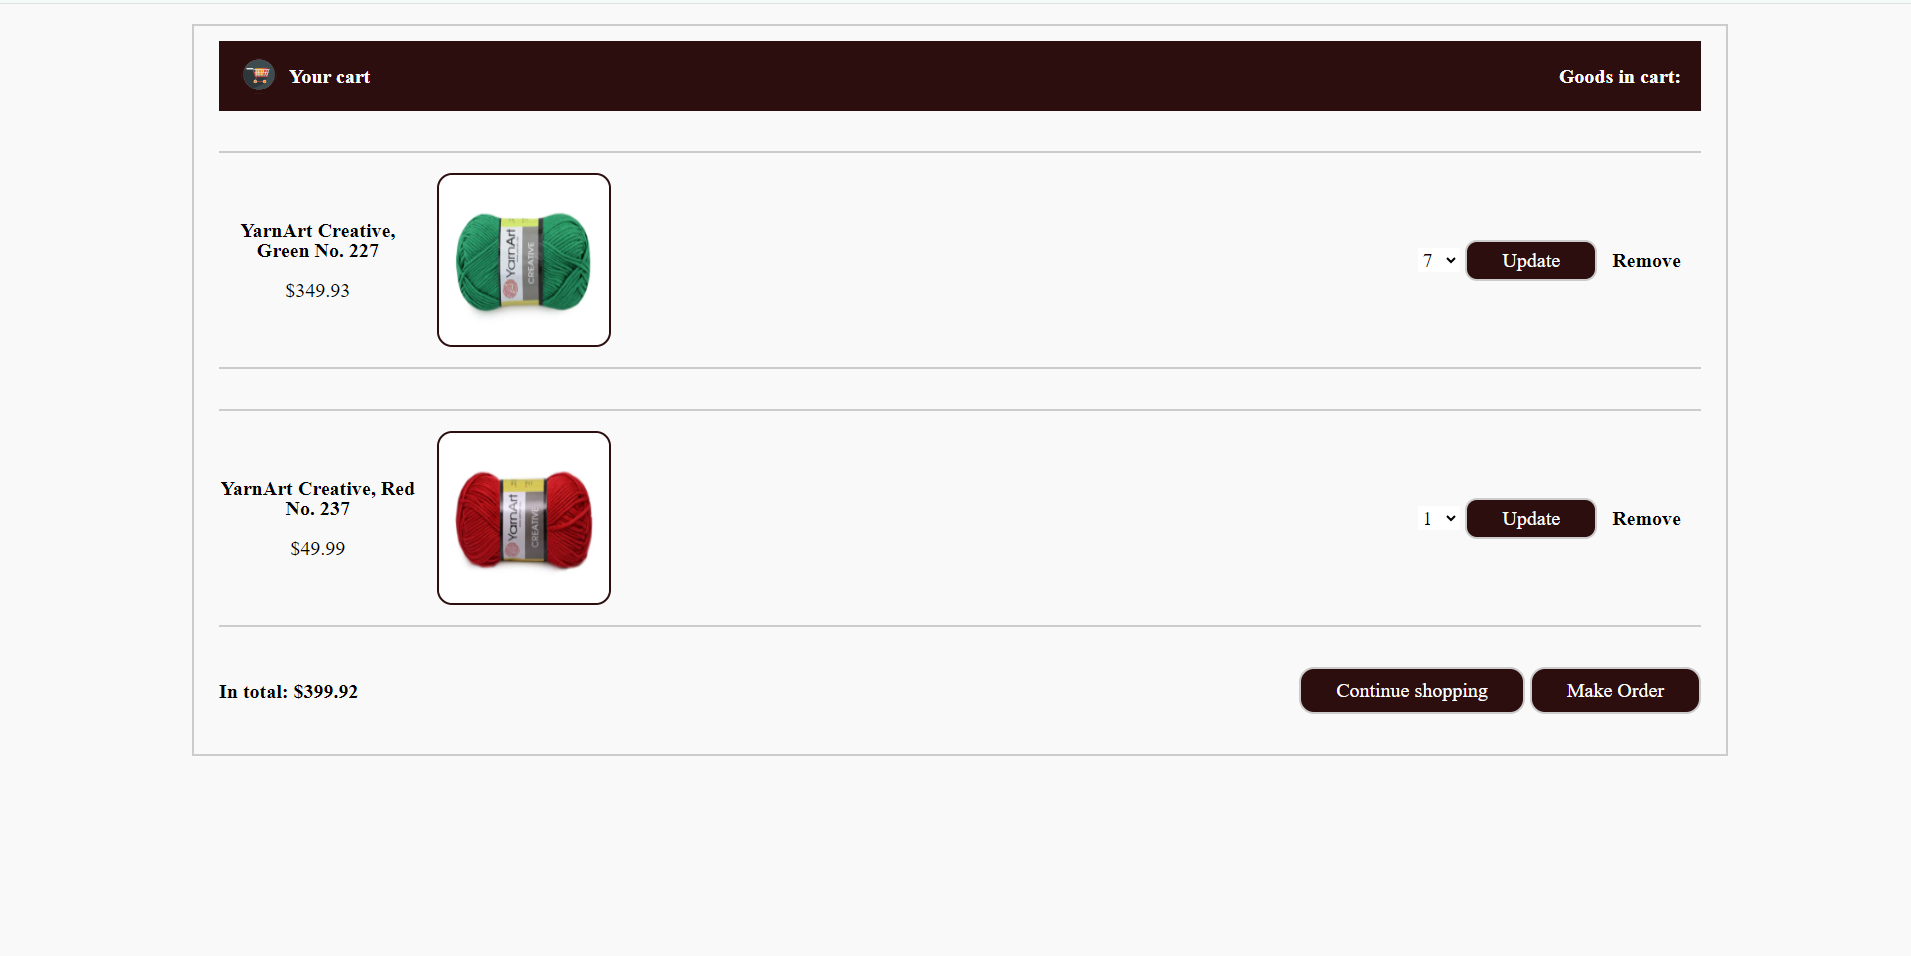 Your cart
Goods in cart:
YarnArt Creative,
Green No. 227
$349.93
YarnArt
CREATIVE
7
Update
Remove
YarnArt Creative, Red
No. 237
$49.99
YarnArt
CREATIVE
1
Update
Remove
In total: $399.92
Continue shopping
Make Order